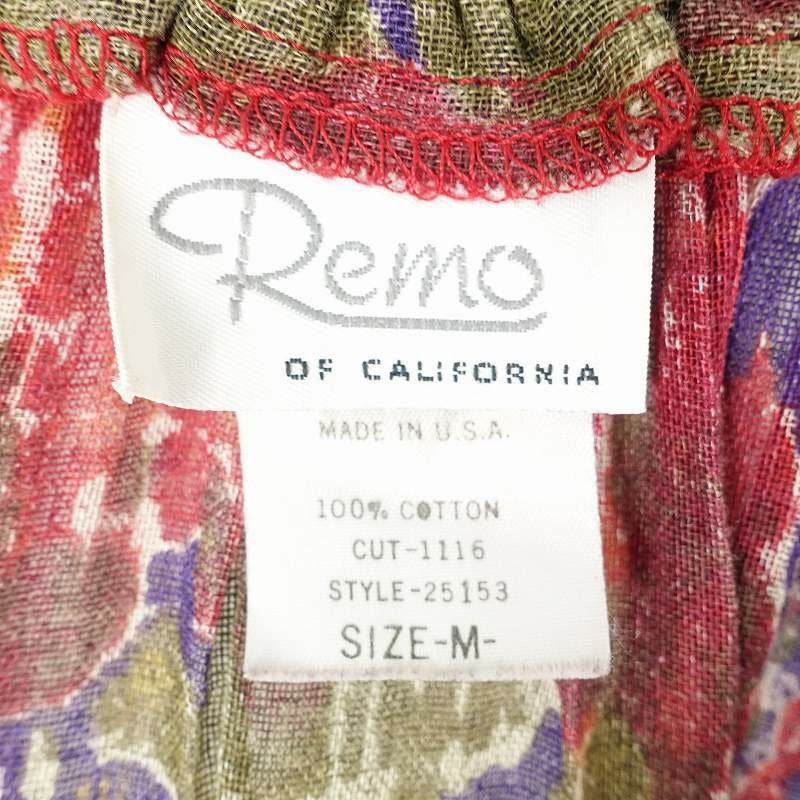 Remo
OF CALIFORNIA
MADE IN U.S.A.
100% COTTON
CUT-1116
STYLE-25153
SIZE-M-